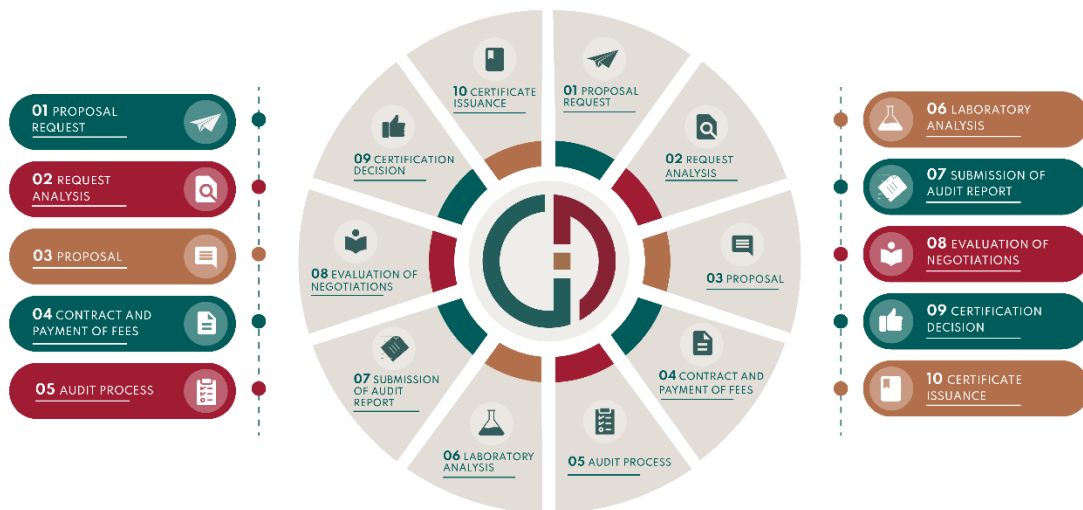 01 PROPOSAL
REQUEST
02 REQUEST
ANALYSIS
03 PROPOSAL
04 CONTRACT AND
PAYMENT OF FEES
05 AUDIT PROCESS
10 CERTIFICATE
ISSUANCE
01 PROPOSAL
REQUEST
09 CERTIFICATION
DECISION
02 REQUEST
ANALYSIS
08 EVALUATION OF
NEGOTIATIONS
03 PROPOSAL
07 SUBMISSION
OF AUDIT
REPORT
04 CONTRACT AND
PAYMENT OF FEES
06 LABORATORY
ANALYSIS
05 AUDIT PROCESS
06 LABORATORY
ANALYSIS
07 SUBMISSION OF
AUDIT REPORT
08 EVALUATION OF
NEGOTIATIONS
09 CERTIFICATION
DECISION
10 CERTIFICATE
ISSUANCE